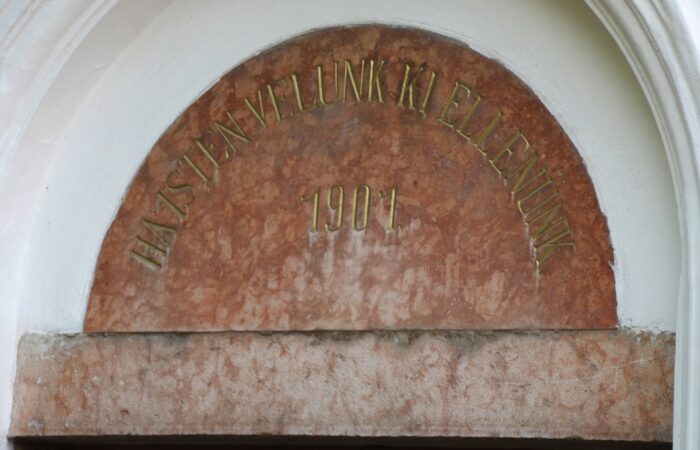 HA ISTEN VELÜNK KI ELLENÜNK
1901